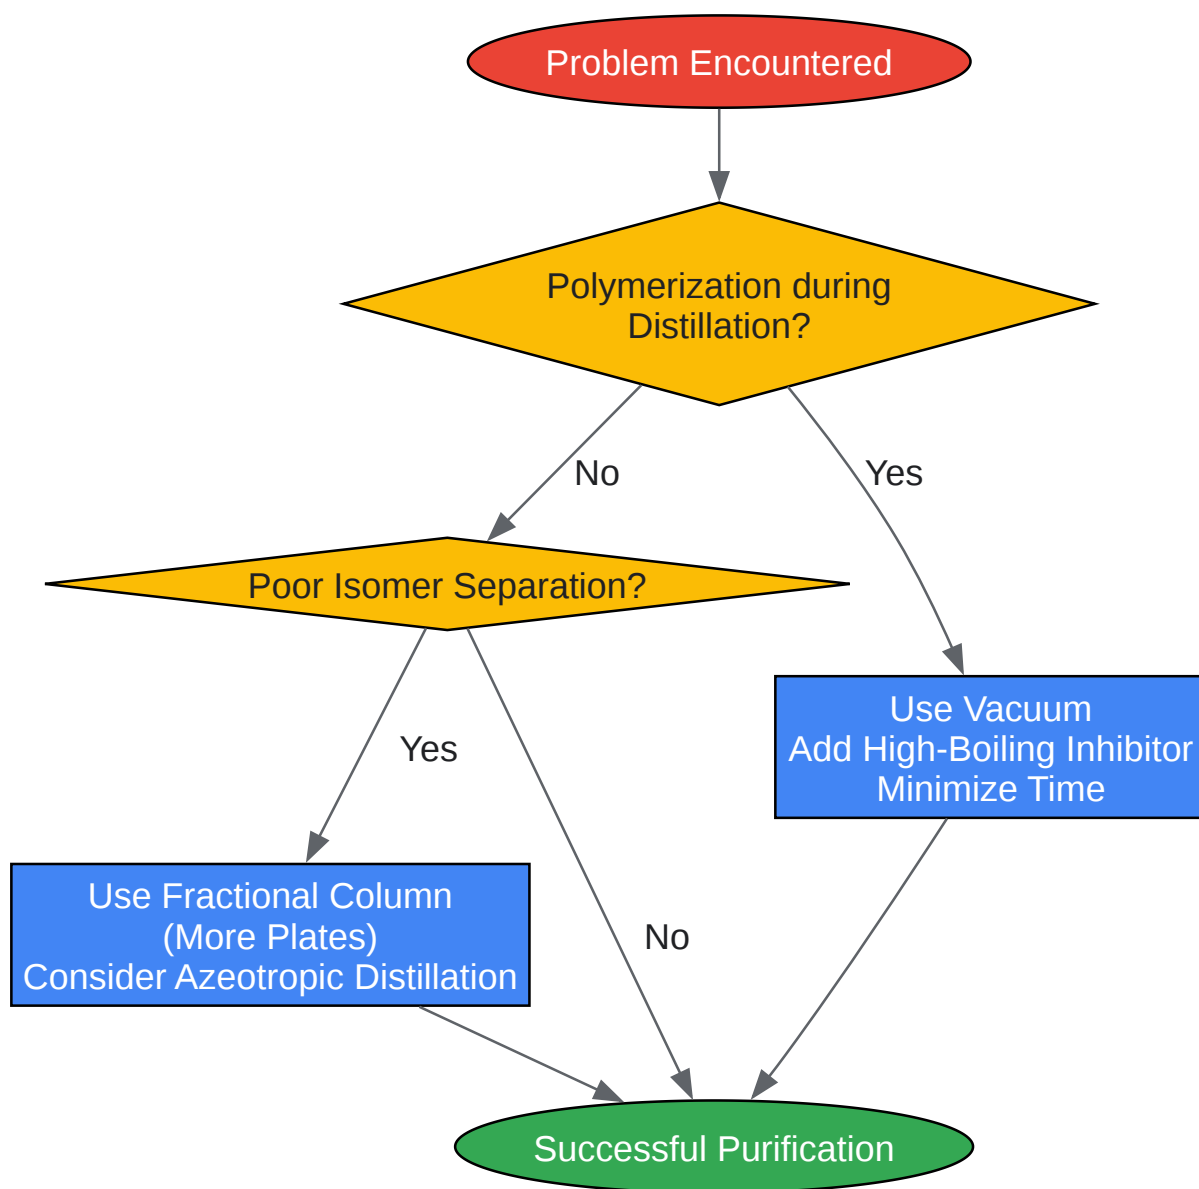 Problem Encountered
Polymerization during
Distillation?
No
Yes
Poor Isomer Separation?
Use Vacuum
Add High-Boiling Inhibitor
Minimize Time
Yes
Use Fractional Column
(More Plates)
Consider Azeotropic Distillation
No
Successful Purification